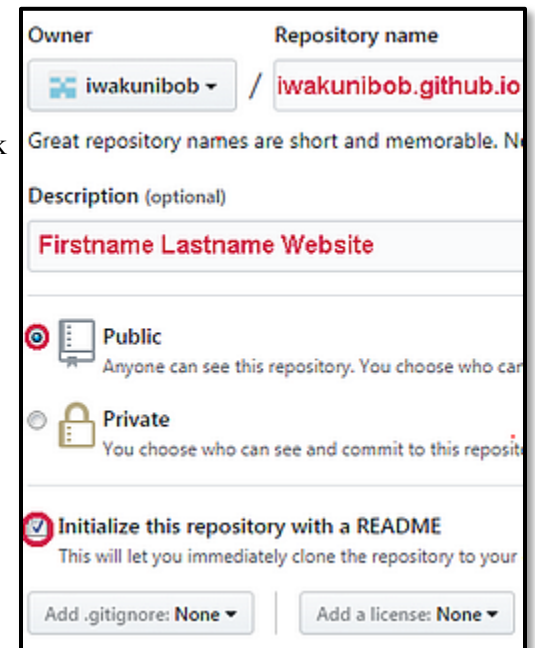 Owner Repository name
iwakunibob / iwakunibob.github.io
Great repository names are short and memorable.
Description (optional)
Firstname Lastname Website
Public
Anyone can see this repository. You choose who
Private
You choose who can see and commit to this
Initialize this repository with a README
This will let you immediately clone the repository to your
Add .gitignore: None Add a license: None